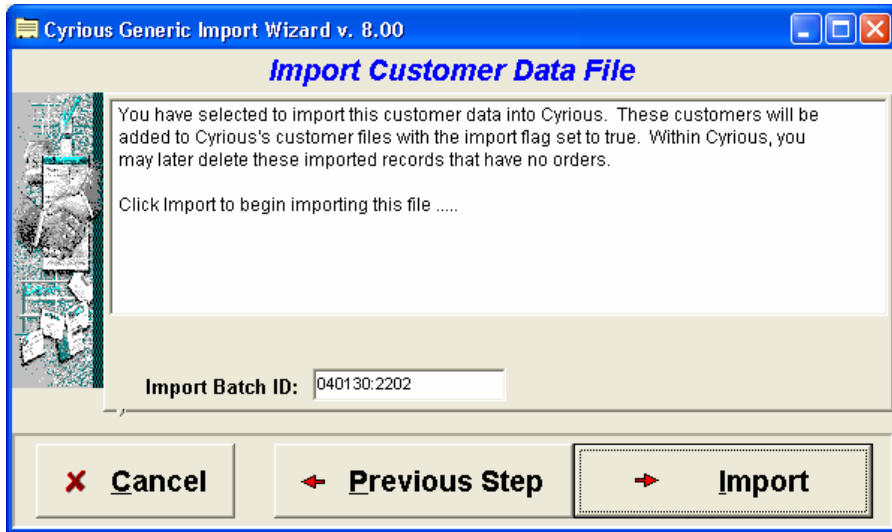 Cyrious Generic Import Wizard v. 8.00
Import Customer Data File
You have selected to import this customer data into Cyrious. These customers will be
added to Cyrious's customer files with the import flag set to true. Within Cyrious, you
may later delete these imported records that have no orders.
Click Import to begin importing this file .....
Import Batch ID: 040130:2202
Cancel
Previous Step
Import